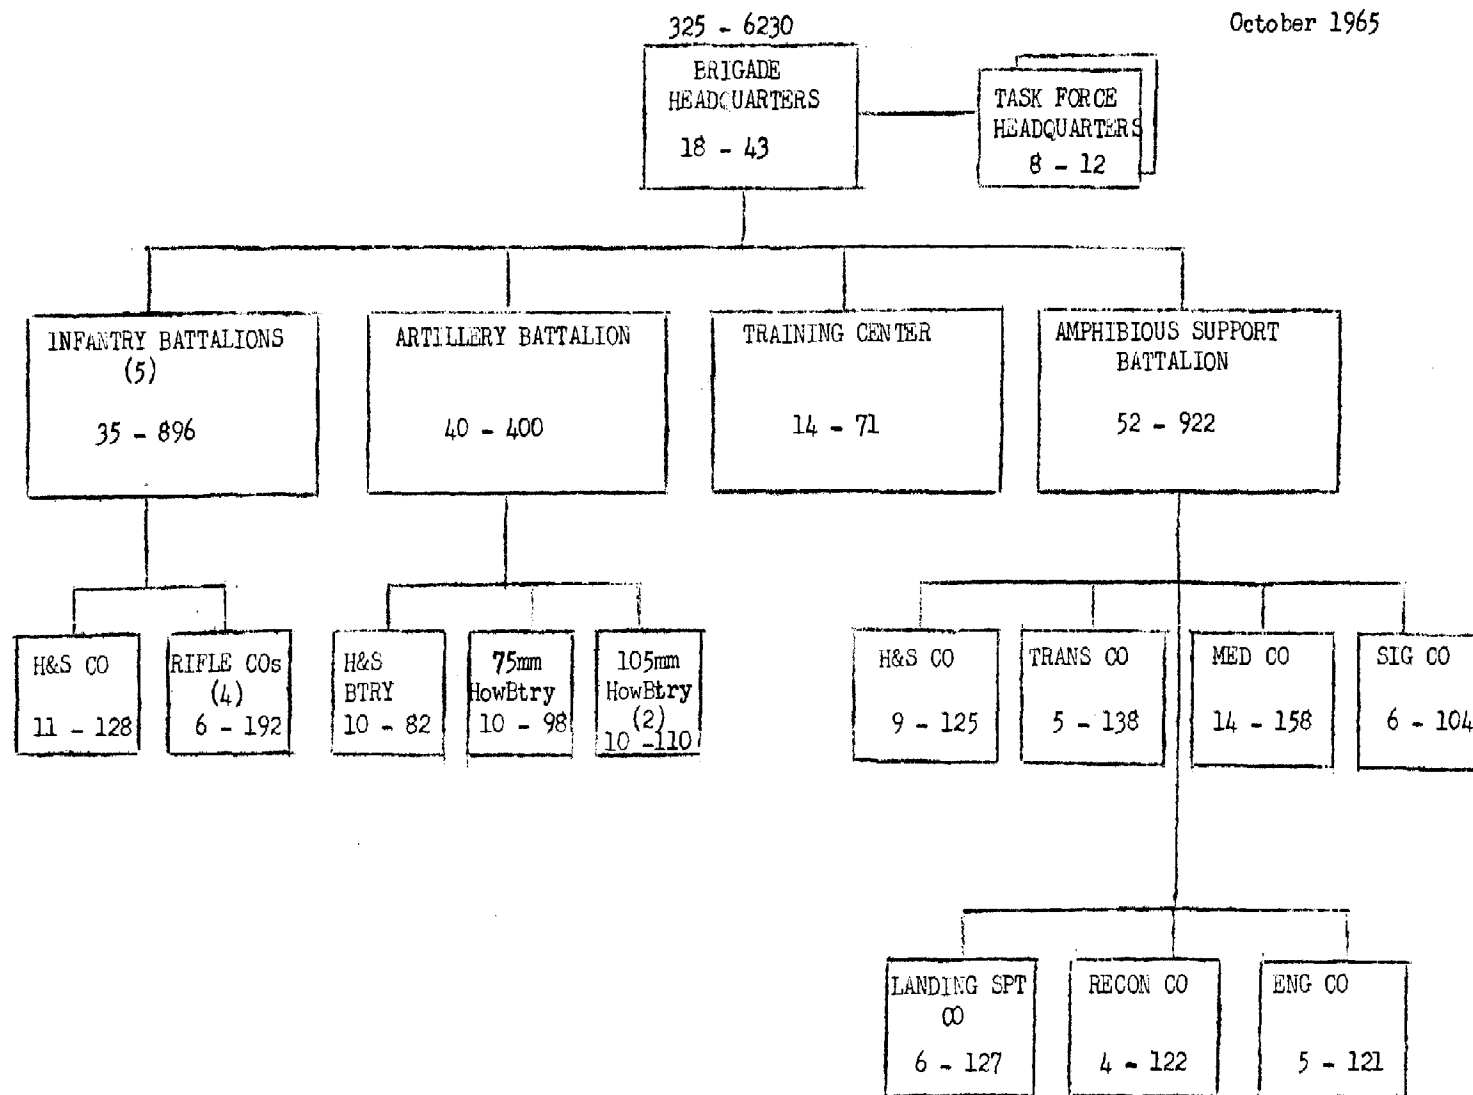 325 - 6230
October 1965
BRIGADE
HEADQUARTERS
18 - 43
TASK FORCE
HEADQUARTERS
8 - 12
INFANTRY BATTALIONS
(5)
35 - 896
ARTILLERY BATTALION
40 - 400
TRAINING CENTER
14 - 71
AMPHIBIOUS SUPPORT
BATTALION
52 - 922
H&S CO
11 - 128
RIFLE COs
(4)
6 - 192
H&S
BTRY
10 - 82
75mm
HowBtry
10 - 98
105mm
HowBtry
(2)
10 -110
H&S CO
9 - 125
TRANS CO
5 - 138
MED CO
14 - 158
SIG CO
6 - 104
LANDING SPT
CO
6 - 127
RECON CO
4 - 122
ENG CO
5 - 121